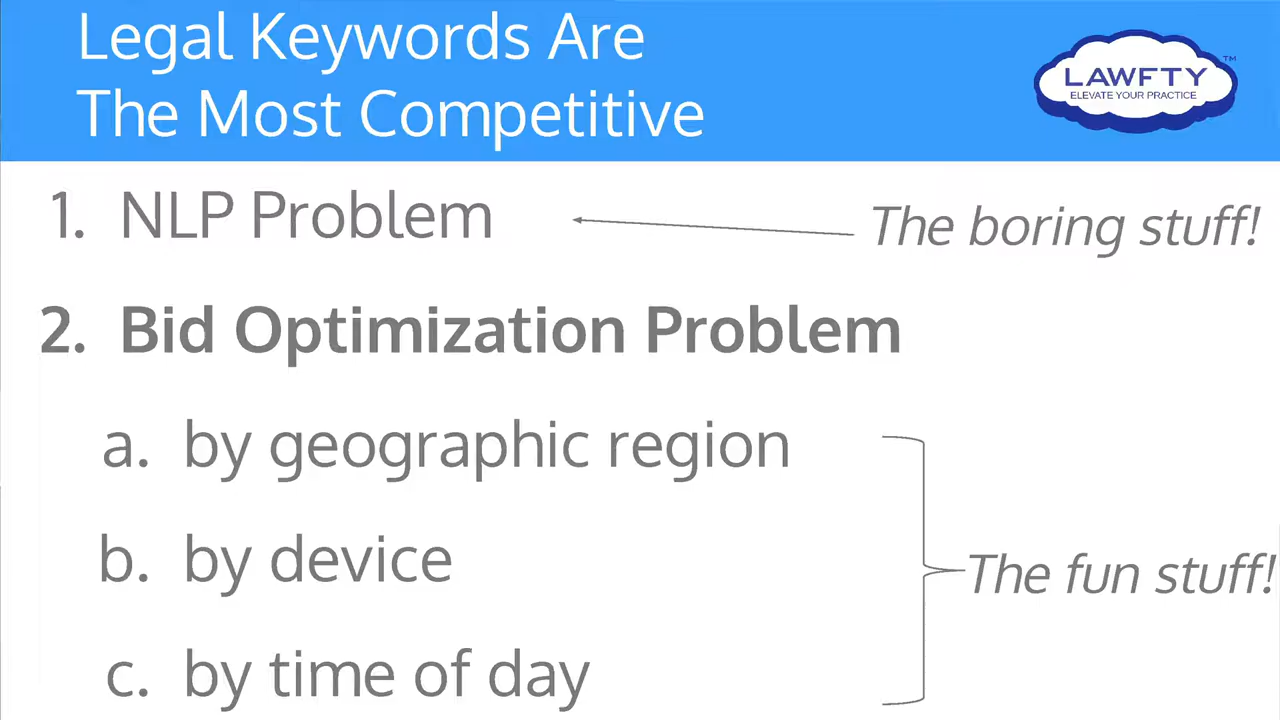 Legal Keywords Are
The Most Competitive
LAWFTY™
ELEVATE YOUR PRACTICE
1. NLP Problem
The boring stuff!
2. Bid Optimization Problem
a. by geographic region
b. by device
The fun stuff!
c. by time of day